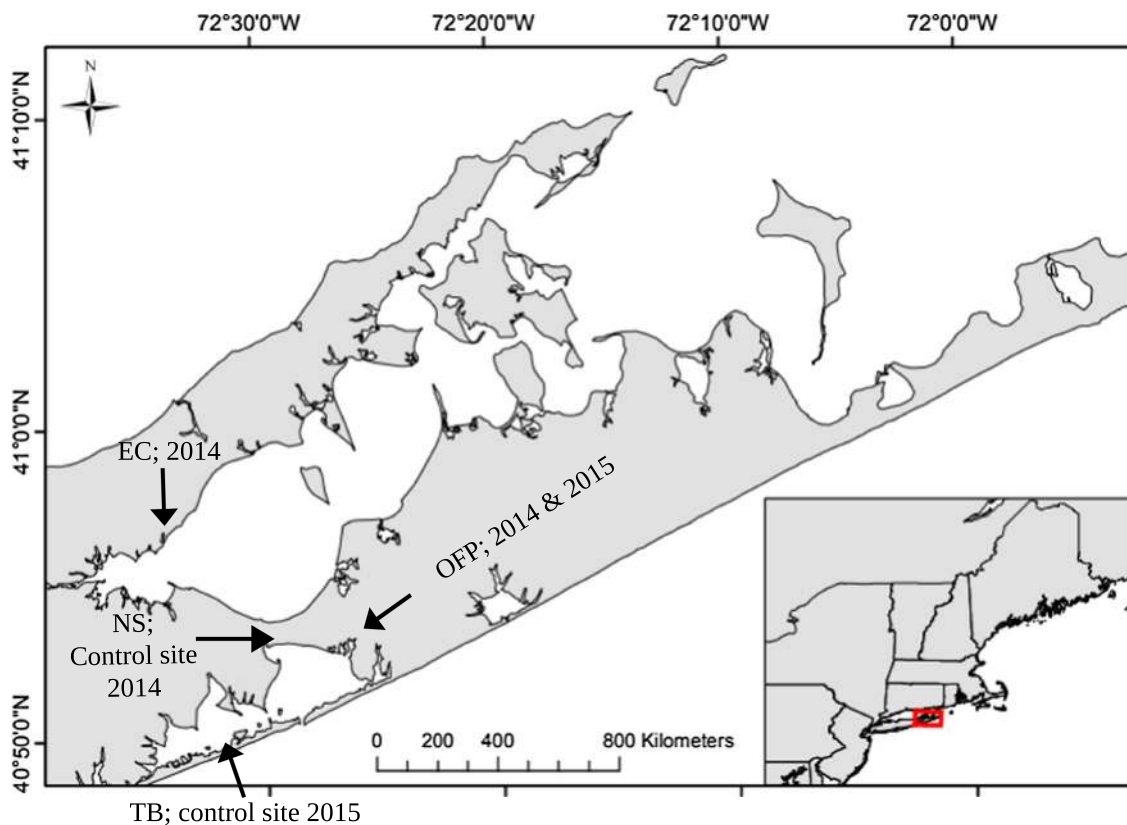 72°30'0"W 72°20'0"W 72°10'0"W 72°0'0"W
N
41°10'0"N
41°0'0"N
EC; 2014
OFP; 2014 & 2015
NS;
Control site
2014
40°50'0"N
0 200 400 800 Kilometers
TB; control site 2015